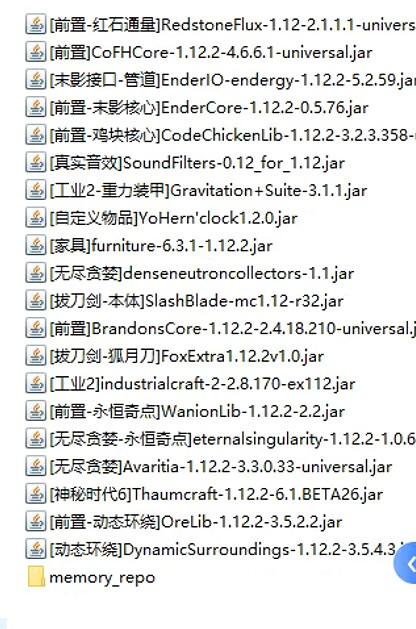 [前置-红石通量]RedstoneFlux-1.12-2.1.1.1-univers
[前置]CoFHCore-1.12.2-4.6.6.1-universal.jar
[末影接口-管道]EnderIO-endergy-1.12.2-5.2.59.ja
[前置-末影核心]EnderCore-1.12.2-0.5.76.jar
[前置-鸡块核心]CodeChickenLib-1.12.2-3.2.3.358-
[真实音效]SoundFilters-0.12_for_1.12.jar
[工业2-重力装甲]Gravitation+Suite-3.1.1.jar
[自定义物品]YoHern'clock1.2.0.jar
[家具]furniture-6.3.1-1.12.2.jar
[无尽贪婪]denseneutroncollectors-1.1.jar
[拔刀剑-本体]SlashBlade-mc1.12-r32.jar
[前置]BrandonsCore-1.12.2-2.4.18.210-universal.j
[拔刀剑-狐月刀]FoxExtra1.12.2v1.0.jar
[工业2]industrialcraft-2-2.8.170-ex112.jar
[前置-永恒奇点]WanionLib-1.12.2-2.2.jar
[无尽贪婪-永恒奇点]eternalsingularity-1.12.2-1.0.6
[无尽贪婪]Avaritia-1.12.2-3.3.0.33-universal.jar
[神秘时代6]Thaumcraft-1.12.2-6.1.BETA26.jar
[前置-动态环绕]OreLib-1.12.2-3.5.2.2.jar
[动态环绕]DynamicSurroundings-1.12.2-3.5.4.3
memory_repo